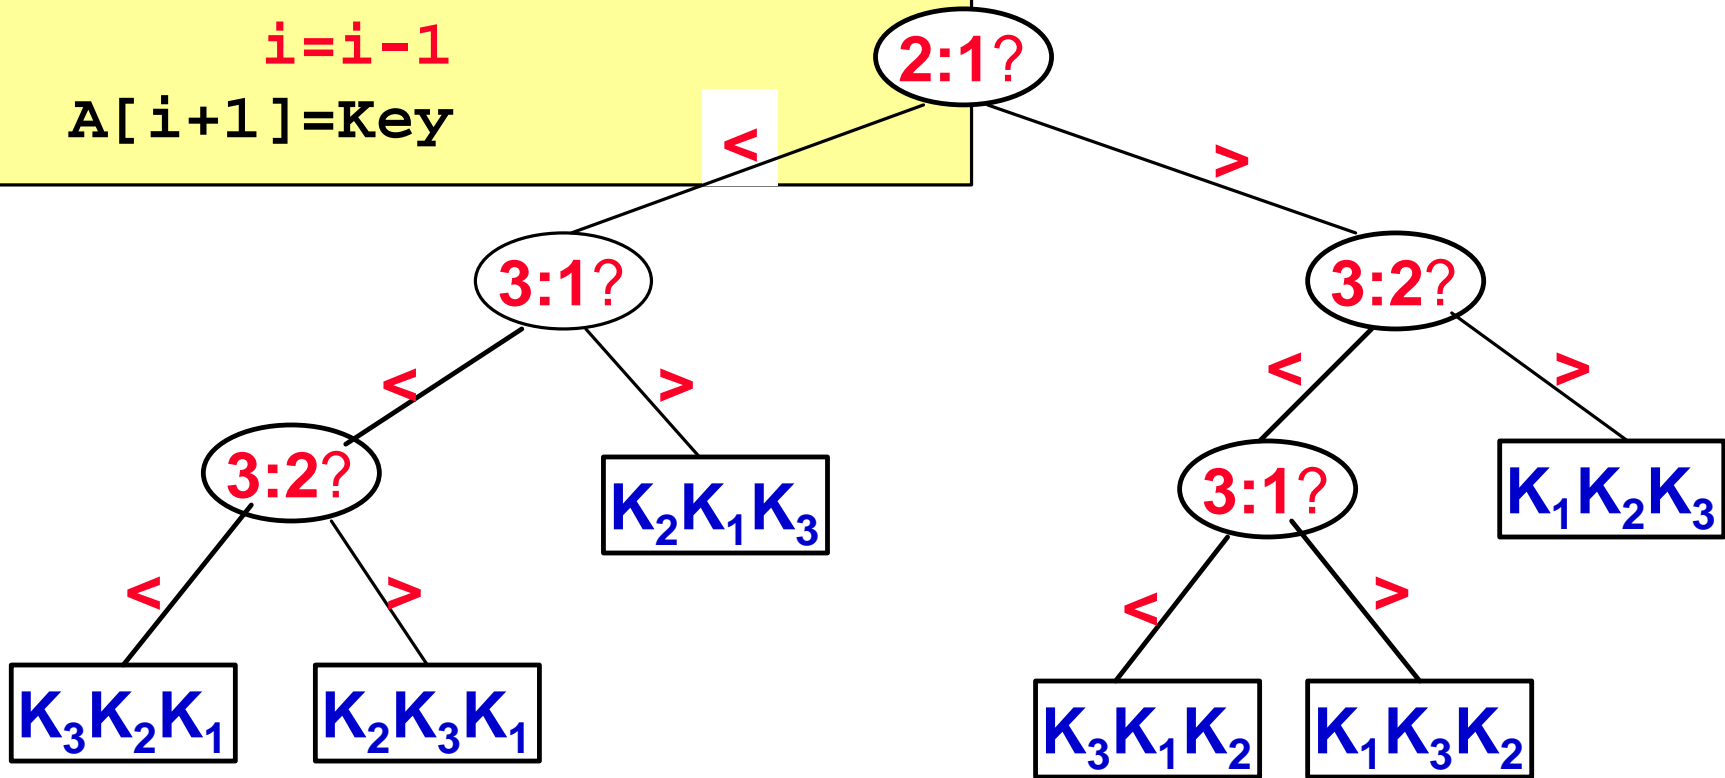 i=i-1
A[i+1]=Key
2:1?
<
>
3:1?
3:2?
<
>
<
>
3:2?
K₂K₁K₃
3:1?
K₁K₂K₃
<
>
<
>
K₃K₂K₁
K₂K₃K₁
K₃K₁K₂
K₁K₃K₂